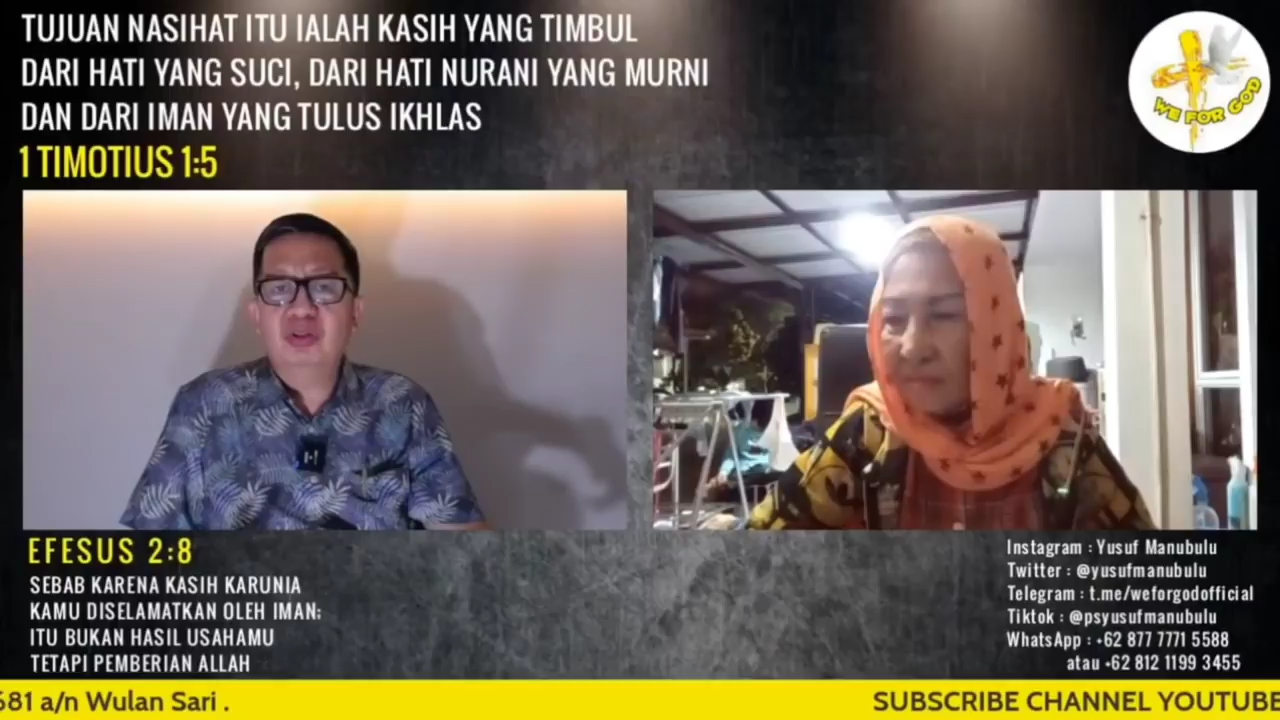 TUJUAN NASIHAT ITU IALAH KASIH YANG TIMBUL
DARI HATI YANG SUCI, DARI HATI NURANI YANG MURNI
DAN DARI IMAN YANG TULUS IKHLAS
1 TIMOTIUS 1:5
WE FOR GOD
EFESUS 2:8
SEBAB KARENA KASIH KARUNIA
KAMU DISELAMATKAN OLEH IMAN;
ITU BUKAN HASIL USAHAMU
TETAPI PEMBERIAN ALLAH
Instagram : Yusuf Manubulu
Twitter : @yusufmanubulu
Telegram : t.me/weforgodofficial
Tiktok : @psyusufmanubulu
WhatsApp : +62 877 7771 5588
atau +62 812 1199 3455
681 a/n Wulan Sari .
SUBSCRIBE CHANNEL YOUTUBE